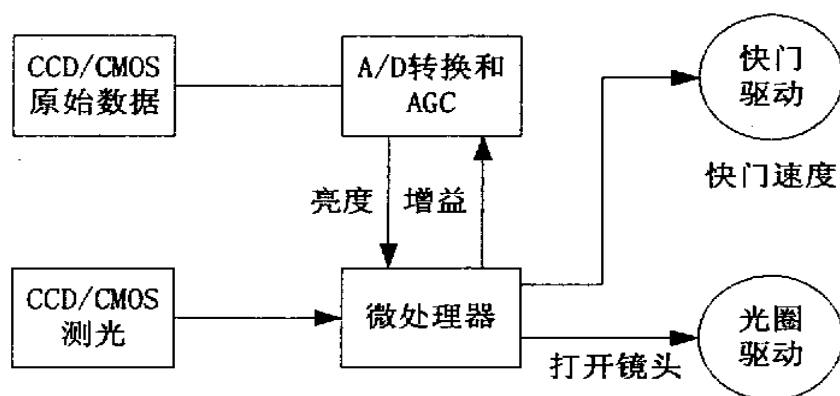 CCD/CMOS
原始数据
A/D转换和
AGC
快门
驱动
快门速度
亮度
增益
CCD/CMOS
测光
微处理器
打开镜头
光圈
驱动